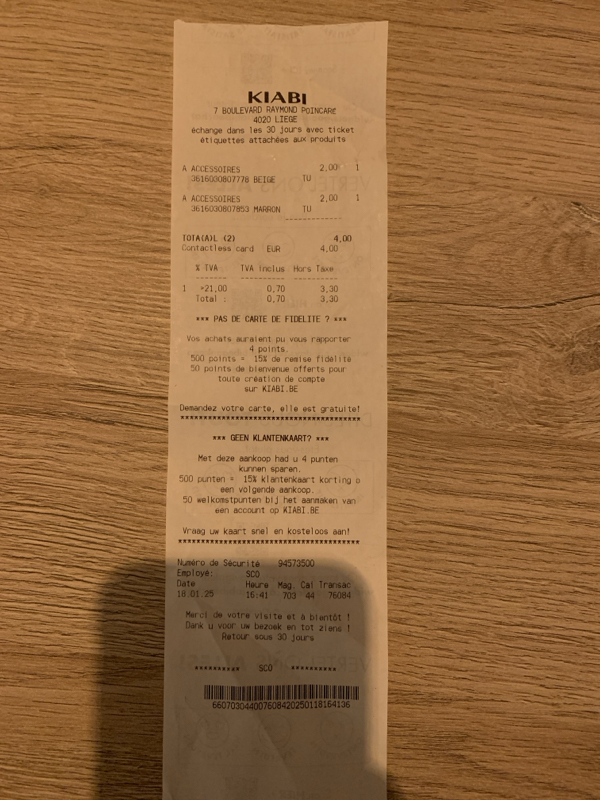 KIABI
7 BOULEVARD RAYMOND POINCARE
4020 LIEGE
echange dans les 30 jours avec ticket
étiquettes attachées aux produits
A ACCESSOIRES 2,00 1
3616030807778 BEIGE TU
A ACCESSOIRES 2,00 1
3616030807853 MARRON TU
TOTA(A)L (2) 4,00
Contactless card EUR 4,00
% TVA TVA Inclus Hors Taxe
1 *21,00 0,70 3,30
Total : 0,70 3,30
*** PAS DE CARTE DE FIDELITE ? ***
Vos achats auraient pu vous rapporter
4 points.
500 points = 15% de remise fidélité
50 points de bienvenue offerts pour
toute création de compte
sur KIABI.BE
Demandez votre carte, elle est gratuite!
****************************************
*** GEEN KLANTENKAART? ***
Met deze aankoop had u 4 punten
kunnen sparen.
500 punten = 15% klantenkaart korting o
een volgende aankoop.
50 welkomstpunten bij het aanmaken van
een account op KIABI.BE
Vraag uw kaart snel en kosteloos aan!
****************************************
Numéro de Sécurité 94573500
Employé: SCO
Date Heure Mag. Cai Transac
18.01.25 16:41 703 44 76084
Merci de votre visite et à bientôt !
Dank u voor uw bezoek en tot ziens !
Retour sous 30 jours
********** SCO **********
660703044007608420250118164136